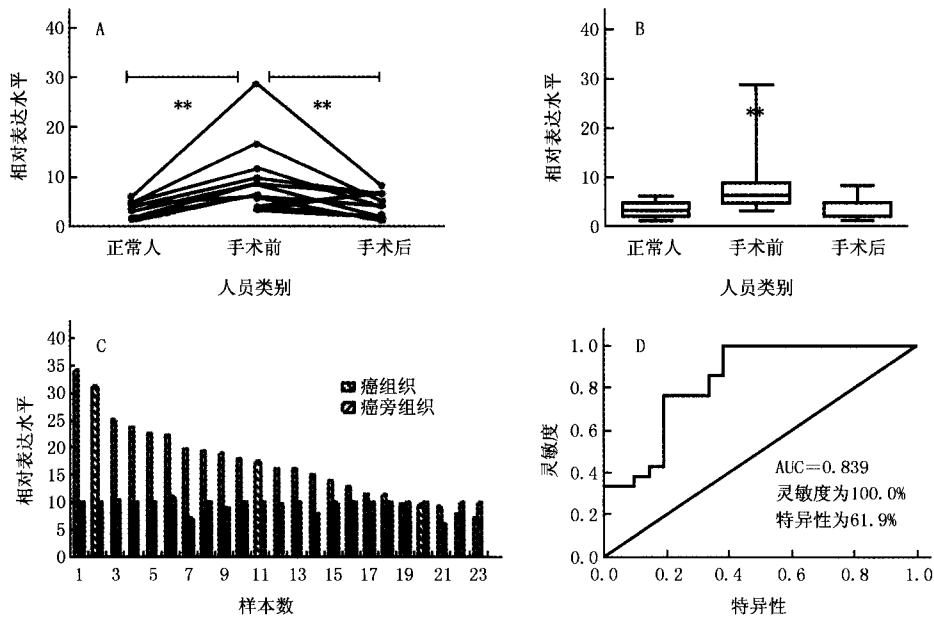 A
相对表达水平
40
30
20
10
0
**
**
正常人
手术前
手术后
人员类别
B
相对表达水平
40
30
20
10
0
**
正常人
手术前
手术后
人员类别
C
相对表达水平
40
35
30
25
20
15
10
5
0
癌组织
癌旁组织
1 3 5 7 9 11 13 15 17 19 21 23
样本数
D
灵敏度
1.0
0.8
0.6
0.4
0.2
0.0
AUC=0.839
灵敏度为100.0%
特异性为61.9%
0.0 0.2 0.4 0.6 0.8 1.0
特异性